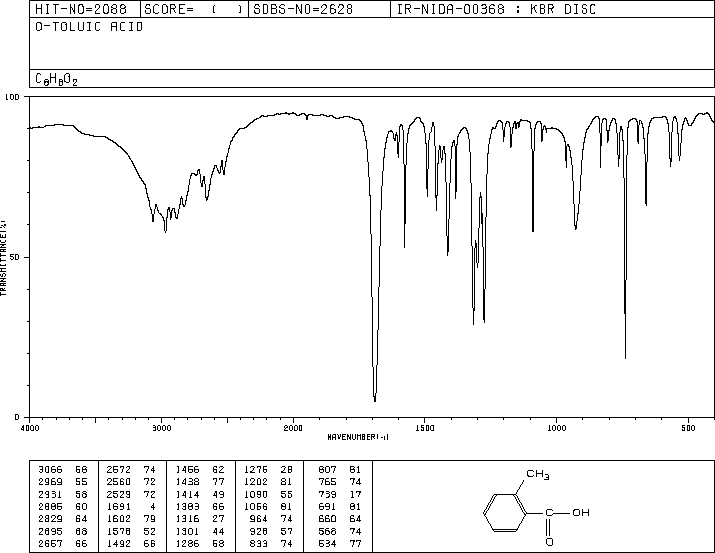 HIT-NO=2088 SCORE= ( ) SDBS-NO=2628 IR-NIDA-00368 : KBR DISC
O-TOLUIC ACID
C8H8O2
100
50
0
TRANSMITTANCE(%)
4000 3000 2000 1500 1000 500
WAVENUMBER(-1)
3066 58 2572 74 1456 62 1275 28 807 81
2969 55 2560 72 1438 77 1202 81 765 74
2931 58 2529 72 1414 49 1090 55 739 17
2885 60 1691 4 1383 66 1056 81 691 81
2829 64 1602 79 1316 27 964 74 660 64
2695 68 1578 52 1301 44 928 57 568 74
2657 66 1492 66 1286 68 833 74 534 77
CH3
C OH
O